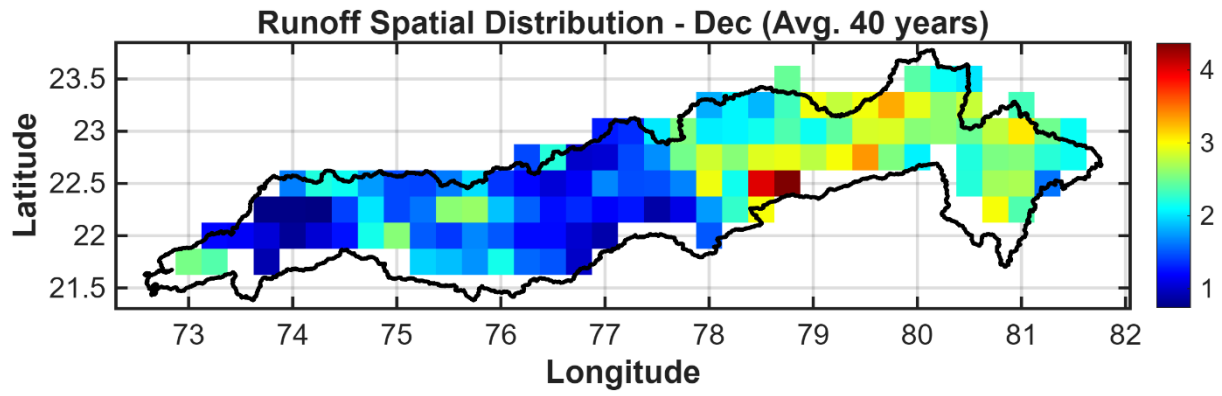 Runoff Spatial Distribution - Dec (Avg. 40 years)
Latitude
23.5
23
22.5
22
21.5
73 74 75 76 77 78 79 80 81 82
Longitude
4
3
2
1